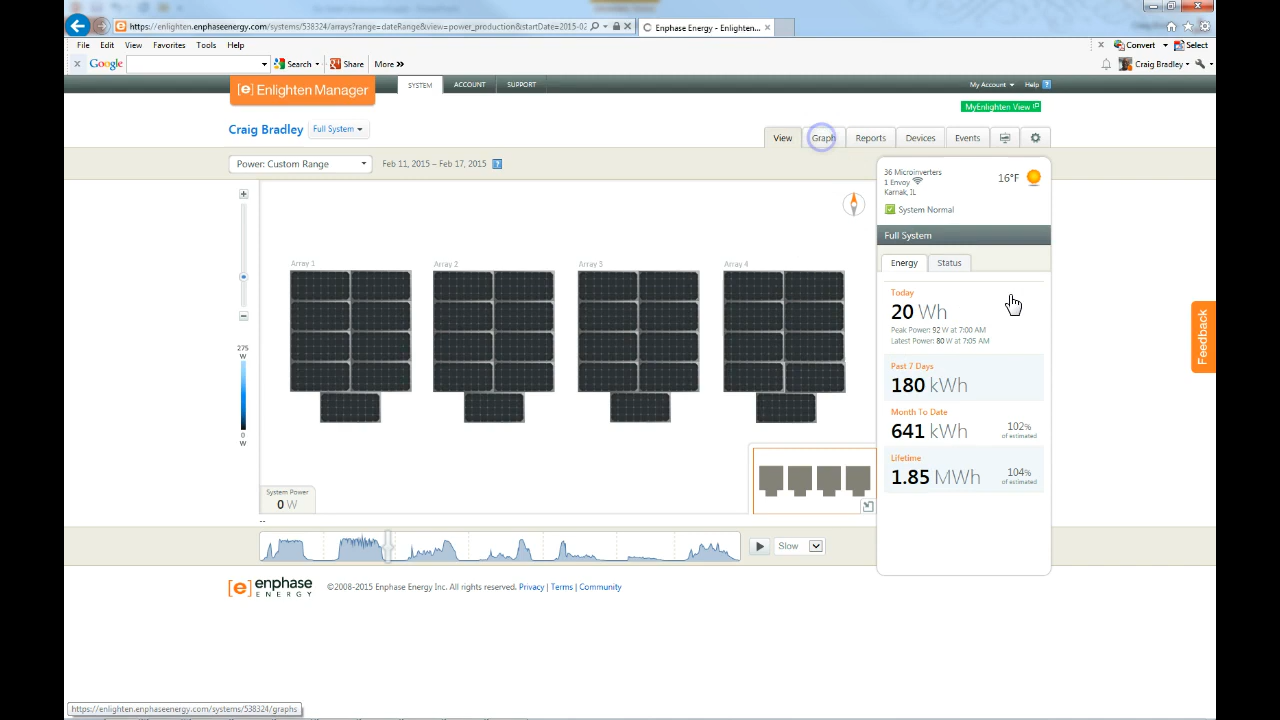 https://enlighten.enphaseenergy.com/systems/538324/arrays?range=dateRange&view=power_production&startDate=2015-02
Enphase Energy - Enlighten...
File Edit View Favorites Tools Help
Convert Select
Google Search Share More »
Craig Bradley
[e] Enlighten Manager
SYSTEM ACCOUNT SUPPORT
My Account Help ?
MyEnlighten View
Craig Bradley Full System
View Graph Reports Devices Events
Power: Custom Range Feb 11, 2015 – Feb 17, 2015 ?
36 Microinverters
1 Envoy
Karnak, IL
16°F
System Normal
Full System
Energy Status
Array 1 Array 2 Array 3 Array 4
Today
20 Wh
Peak Power: 92 W at 7:00 AM
Latest Power: 80 W at 7:05 AM
Past 7 Days
180 kWh
Month To Date
641 kWh
102%
of estimated
Lifetime
1.85 MWh
104%
of estimated
Feedback
275
W
0
W
System Power
0 W
--
Slow
[e] enphase
ENERGY
©2008-2015 Enphase Energy Inc. All rights reserved. Privacy | Terms | Community
https://enlighten.enphaseenergy.com/systems/538324/graphs